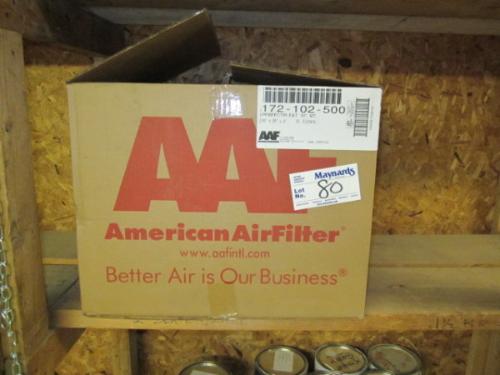 172-102-500
AAF
Maynards
Lot
No. 80
AAF
American AirFilter®
www.aafintl.com
Better Air is Our Business®